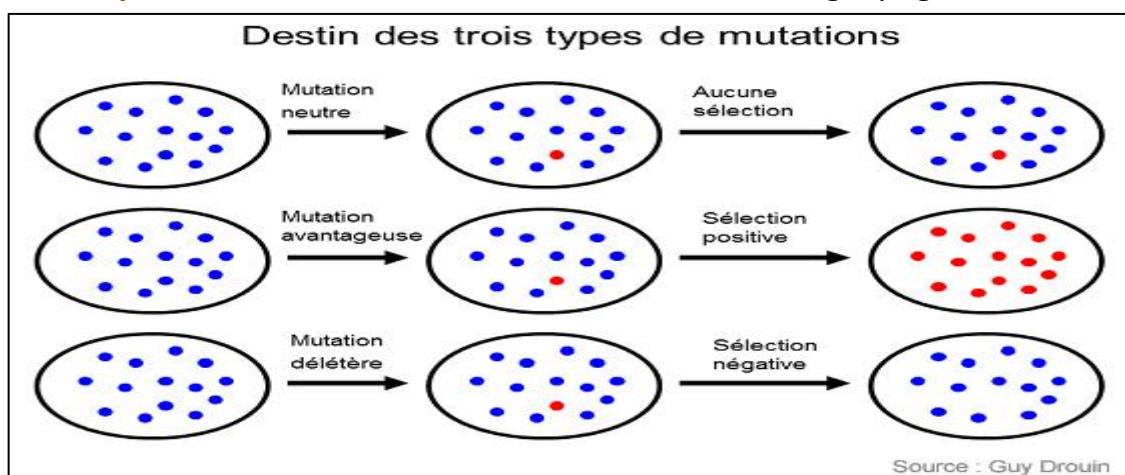 Destin des trois types de mutations
Mutation
neutre
Aucune
sélection
Mutation
avantageuse
Sélection
positive
Mutation
délétère
Sélection
négative
Source : Guy Drouin